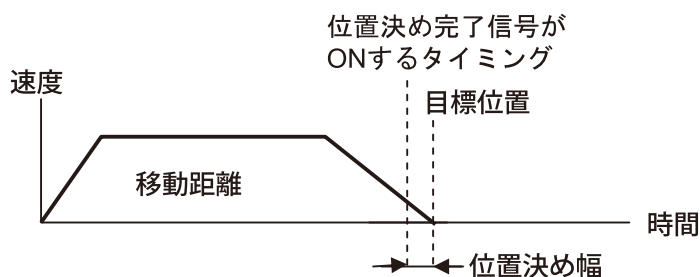 位置決め完了信号が
ONするタイミング
速度
目標位置
移動距離
時間
位置決め幅